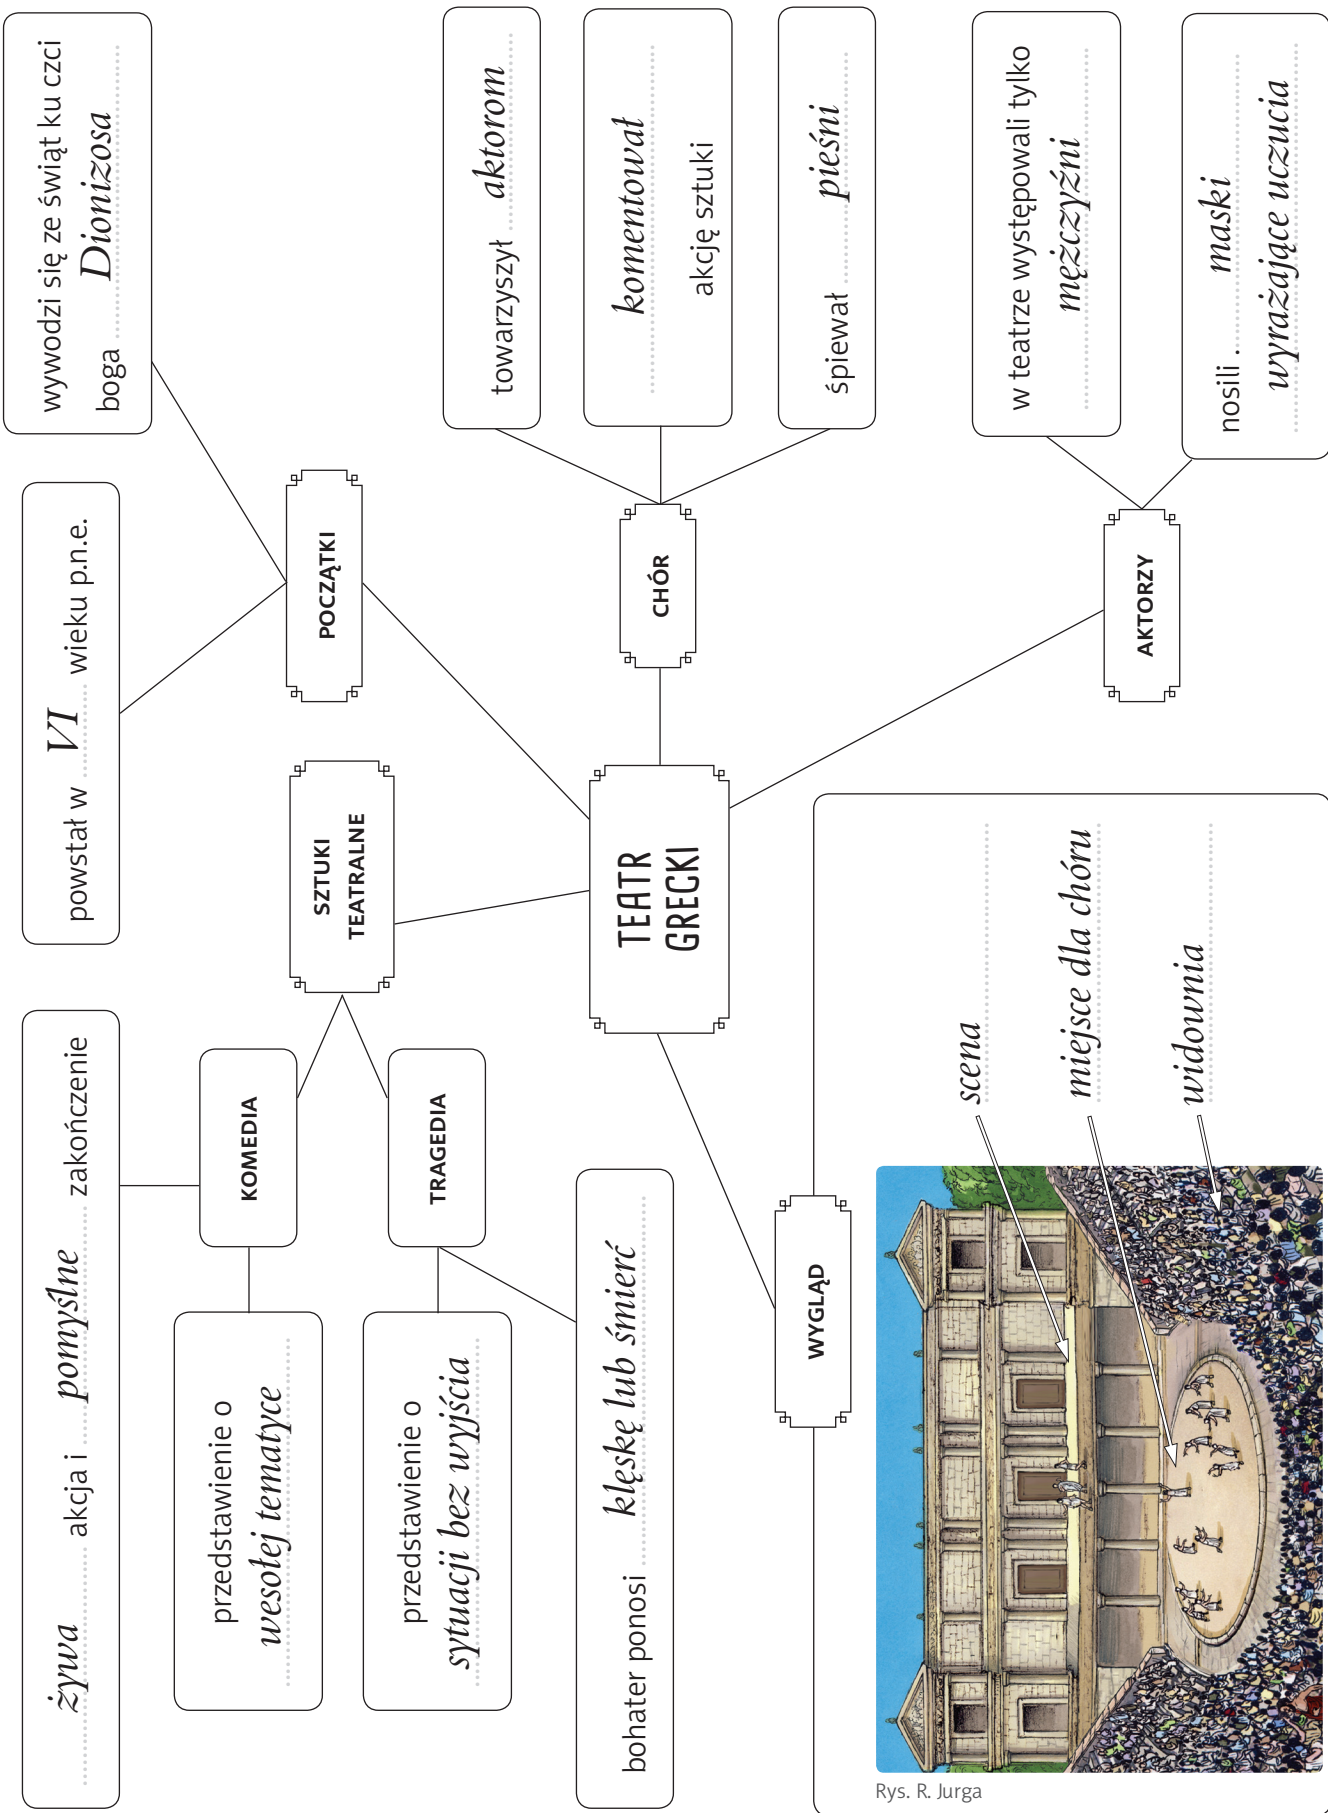 żywa akcja i pomyślne zakończenie
powstał w VI wieku p.n.e.
wywodzi się ze świąt ku czci
boga Dionizosa
przedstawienie o
wesołej tematyce
KOMEDIA
SZTUKI
TEATRALNE
POCZĄTKI
przedstawienie o
sytuacji bez wyjścia
TRAGEDIA
bohater ponosi klęskę lub śmierć
TEATR
GRECKI
CHÓR
towarzyszył aktorom
komentował
akcję sztuki
śpiewał pieśni
WYGLĄD
scena
miejsce dla chóru
widownia
AKTORZY
w teatrze występowali tylko
mężczyźni
nosili maski
wyrażające uczucia
Rys. R. Jurga